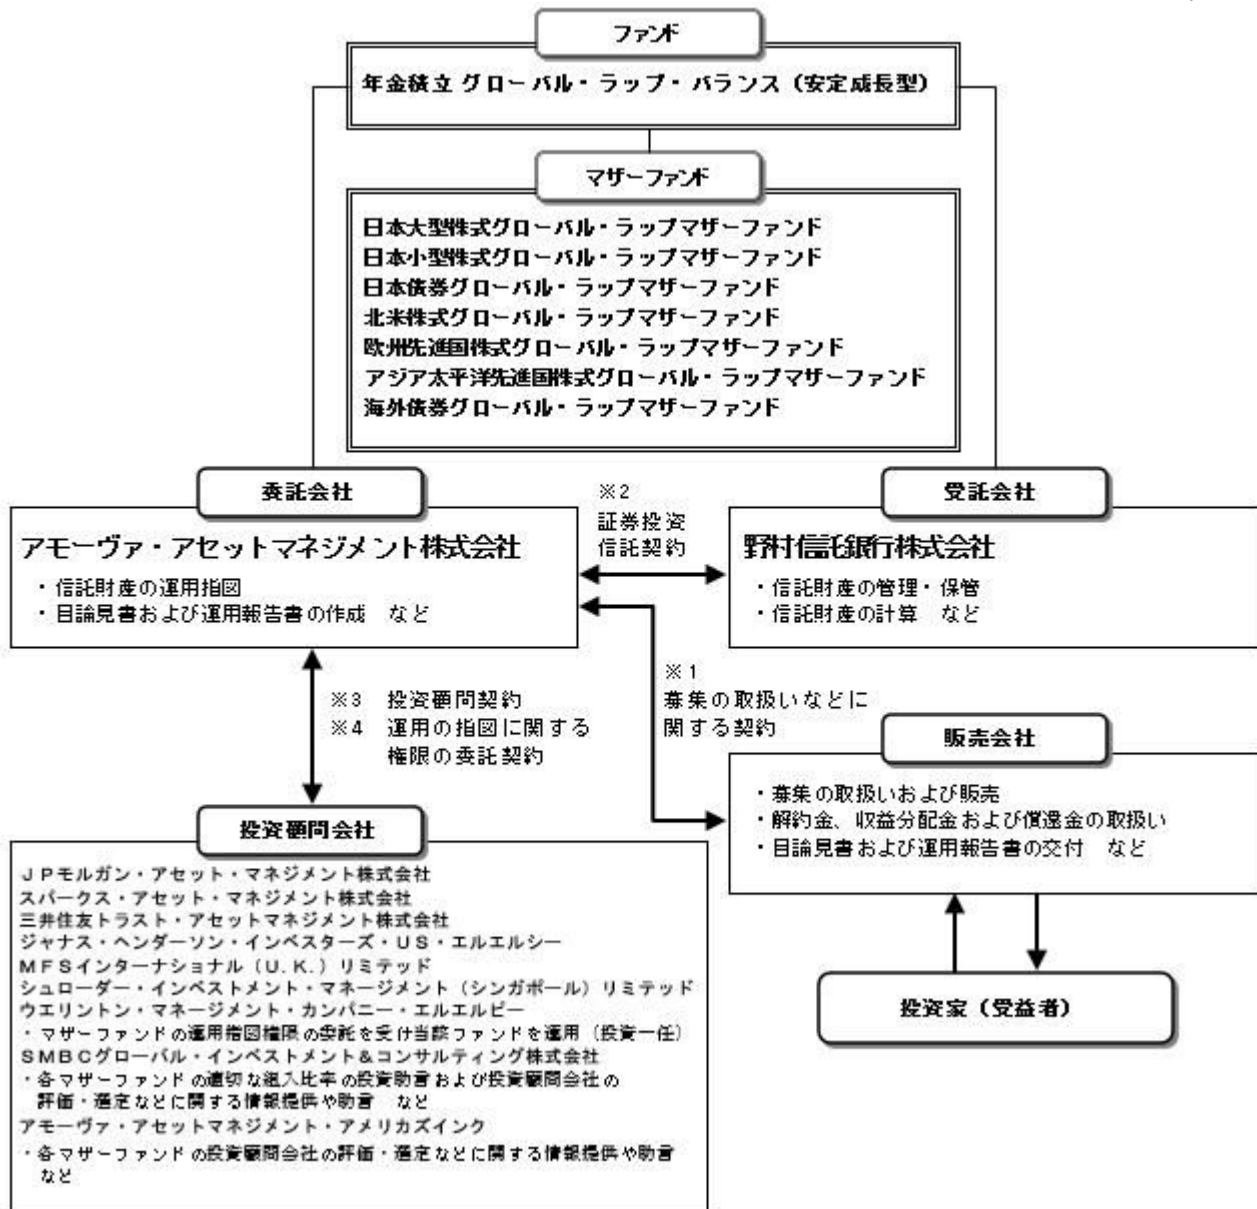 ファンド
年金積立 グローバル・ラップ・バランス（安定成長型）
マザーファンド
日本大型株式グローバル・ラップマザーファンド
日本小型株式グローバル・ラップマザーファンド
日本債券グローバル・ラップマザーファンド
北米株式グローバル・ラップマザーファンド
欧州先進国株式グローバル・ラップマザーファンド
アジア太平洋先進国株式グローバル・ラップマザーファンド
海外債券グローバル・ラップマザーファンド
委託会社
アモーヴァ・アセットマネジメント株式会社
・信託財産の運用指図
・目論見書および運用報告書の作成　など
※2
証券投資
信託契約
受託会社
野村信託銀行株式会社
・信託財産の管理・保管
・信託財産の計算　など
※3　投資顧問契約
※4　運用の指図に関する
権限の委託契約
※1
募集の取扱いなどに
関する契約
販売会社
・募集の取扱いおよび販売
・解約金、収益分配金および償還金の取扱い
・目論見書および運用報告書の交付　など
投資家（受益者）
投資顧問会社
ＪＰモルガン・アセット・マネジメント株式会社
スパークス・アセット・マネジメント株式会社
三井住友トラスト・アセットマネジメント株式会社
ジャナス・ヘンダーソン・インベスターズ・ＵＳ・エルエルシー
ＭＦＳインターナショナル（Ｕ.Ｋ.）リミテッド
シュローダー・インベストメント・マネージメント（シンガポール）リミテッド
ウエリントン・マネージメント・カンパニー・エルエルピー
・マザーファンドの運用指図権限の委託を受け当該ファンドを運用（投資一任）
ＳＭＢＣグローバル・インベストメント＆コンサルティング株式会社
・各マザーファンドの適切な組入比率の投資助言および投資顧問会社の
評価・選定などに関する情報提供や助言　など
アモーヴァ・アセットマネジメント・アメリカズインク
・各マザーファンドの投資顧問会社の評価・選定などに関する情報提供や助言
など